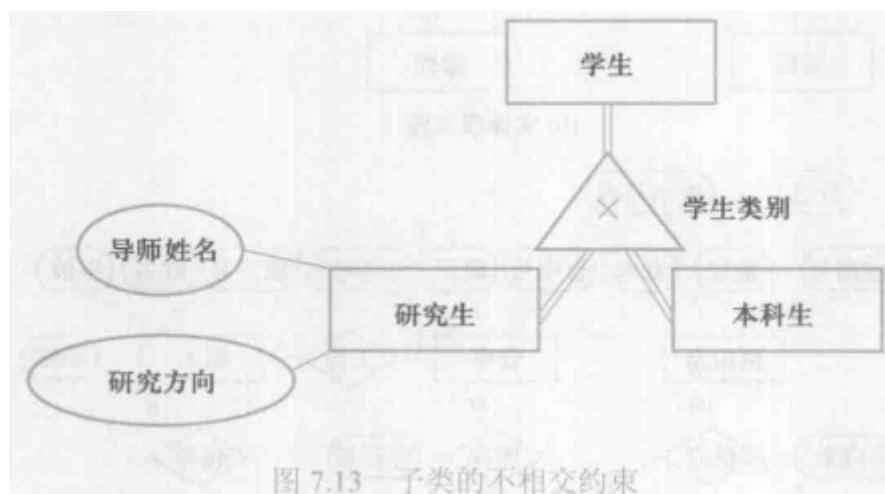 学生
学生类别
导师姓名
研究生
本科生
研究方向
图 7.13 子类的不相交约束